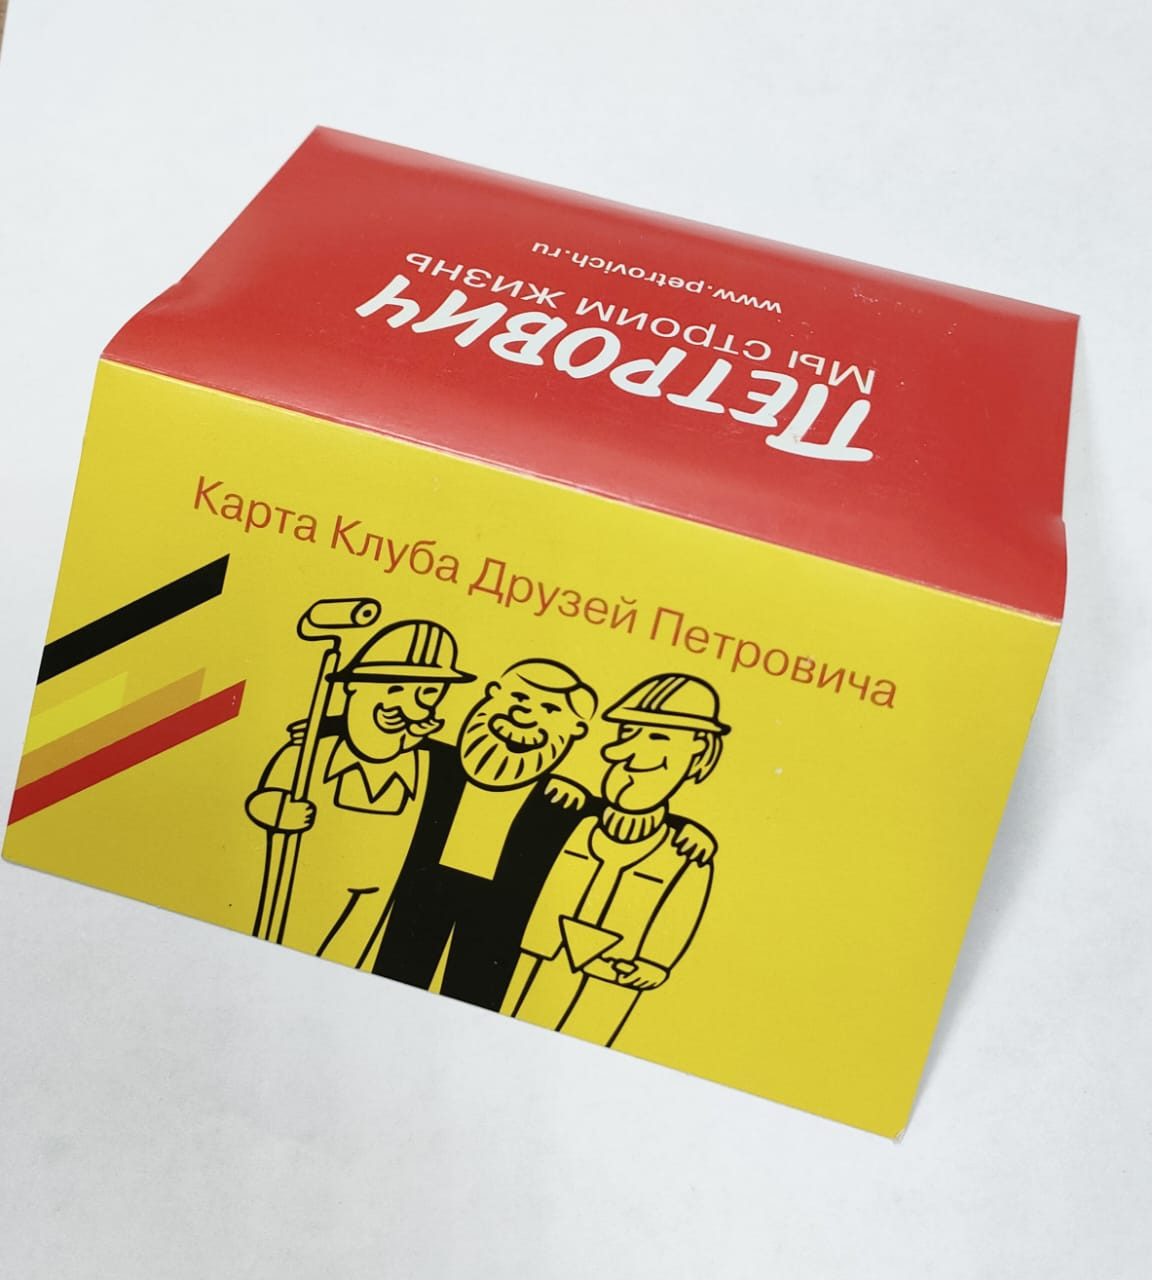 Карта Клуба Друзей Петровича
ПЕТРОВИЧ
МЫ СТРОИМ ЖИЗНЬ
www.petrovich.ru